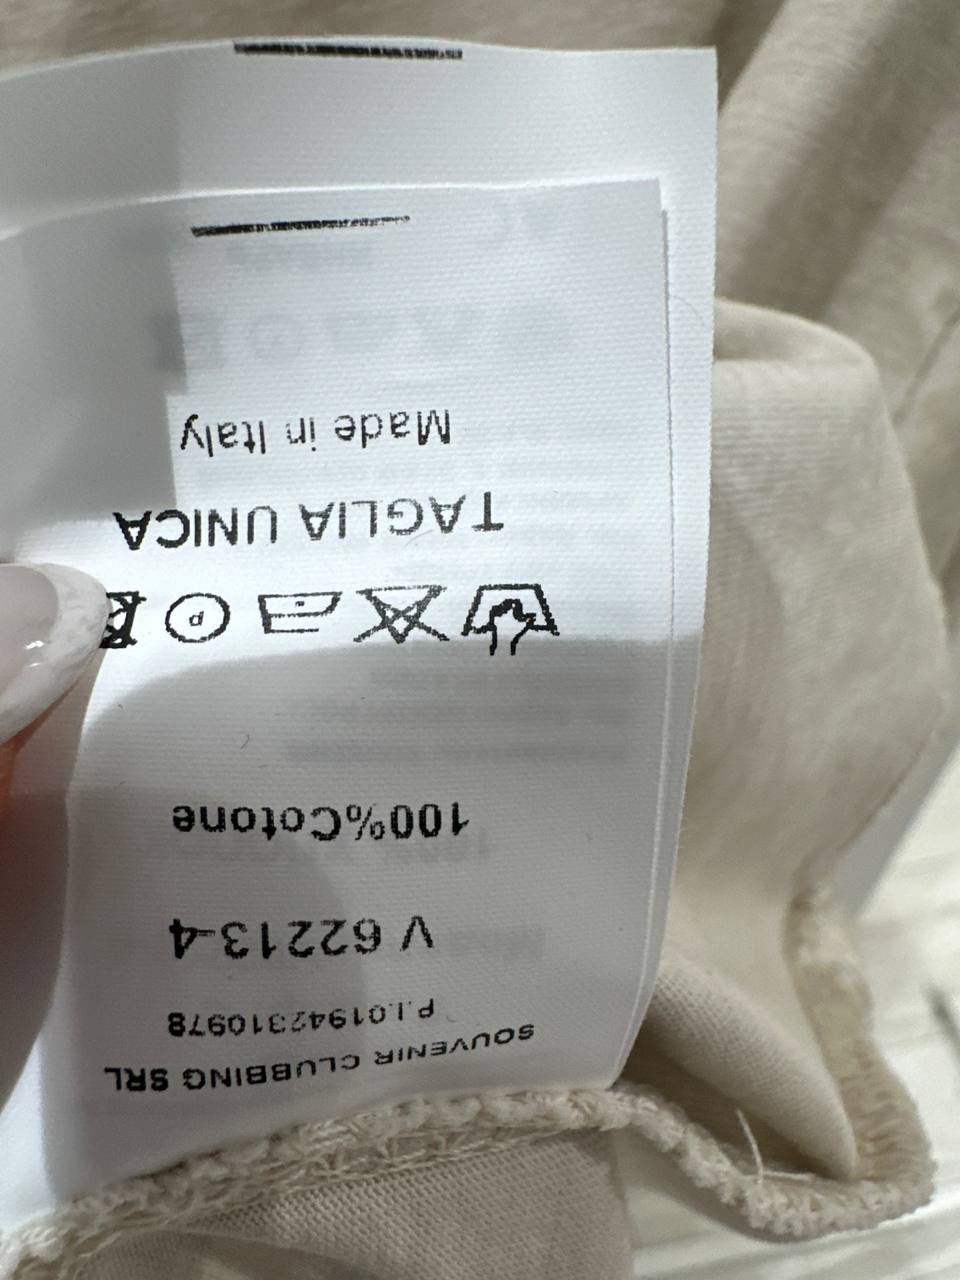 SOUVENIR CLUBBING SRL
P.I.01942310978
V 62213-4
100%Cotone
TAGLIA UNICA
Made in Italy